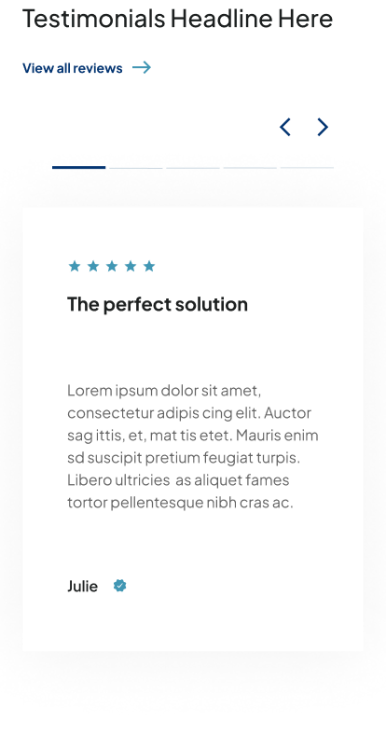 Testimonials Headline Here
View all reviews
The perfect solution
Lorem ipsum dolor sit amet,
consectetur adipis cing elit. Auctor
sag ittis, et, mat tis etet. Mauris enim
sd suscipit pretium feugiat turpis.
Libero ultricies  as aliquet fames
tortor pellentesque nibh cras ac.
Julie